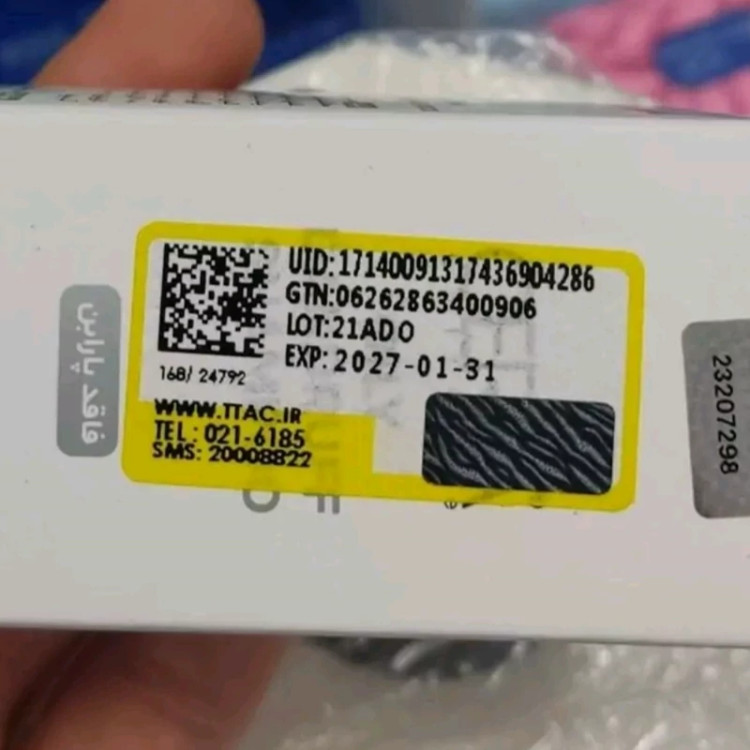 UID:17140091317436904286
GTN:06262863400906
LOT:21ADO
EXP:2027-01-31
168/ 24792
WWW.TTAC.IR
TEL : 021-6185
SMS: 20008822
فاقد پارابن
23207298